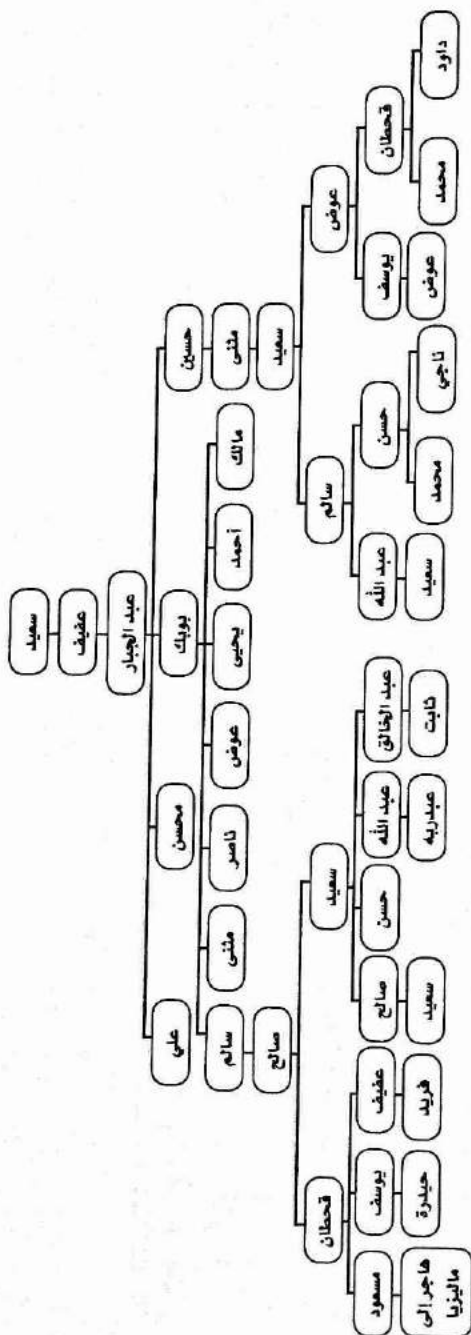 سعيد
عفيف
عبد الجبار
حسين
بوبك
محسن
علي
مثنى
مالك
أحمد
يحيى
عوض
ناصر
مثنى
سالم
سعيد
صالح
عوض
سالم
سعيد
قحطان
قحطان
يوسف
حسن
عبد الله
عبد الخالق
عبد الله
حسن
صالح
عفيف
يوسف
مسعود
داود
محمد
عوض
ناجي
محمد
سعيد
ثابت
عبدربه
سعيد
فريد
حيدرة
هاجر إلى
ماليزيا